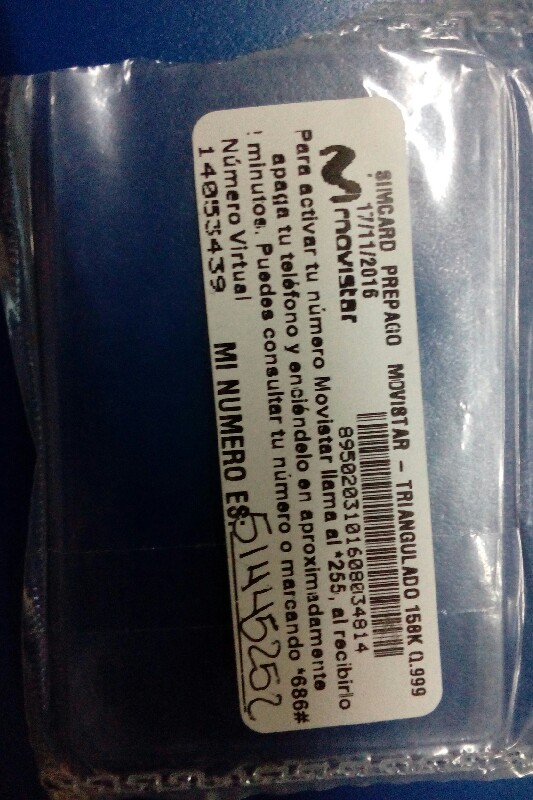 SIMCARD PREPAGO MOVISTAR - TRIANGULADO 158K Q.999
17/11/2016
movistar
8950203101608034814
Para activar tu número Movistar llama al *255, al recibirlo
apaga tu teléfono y enciéndelo en aproximadamente
! minutos. Puedes consultar tu número o marcando *686#
Número Virtual
14053439
MI NUMERO ES: 51445252